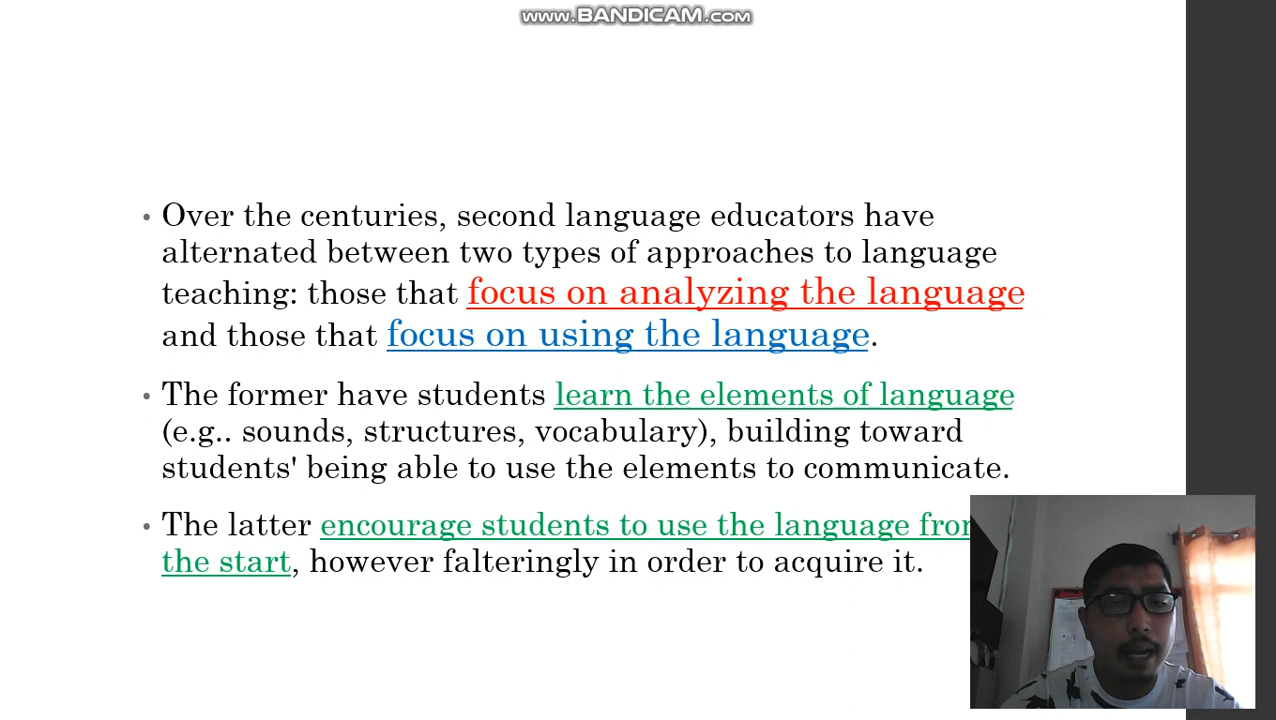 www.BANDICAM.com
• Over the centuries, second language educators have
alternated between two types of approaches to language
teaching: those that focus on analyzing the language
and those that focus on using the language.
• The former have students learn the elements of language
(e.g.. sounds, structures, vocabulary), building toward
students' being able to use the elements to communicate.
• The latter encourage students to use the language
the start, however falteringly in order to acquire it.